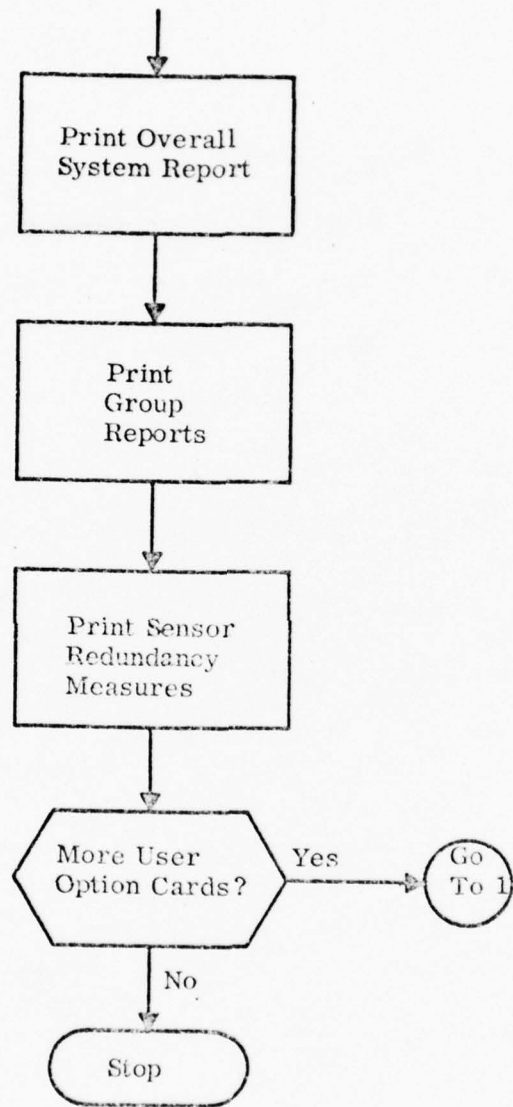 Print Overall
System Report
Print
Group
Reports
Print Sensor
Redundancy
Measures
More User
Option Cards?
Yes
Go
To 1
No
Stop